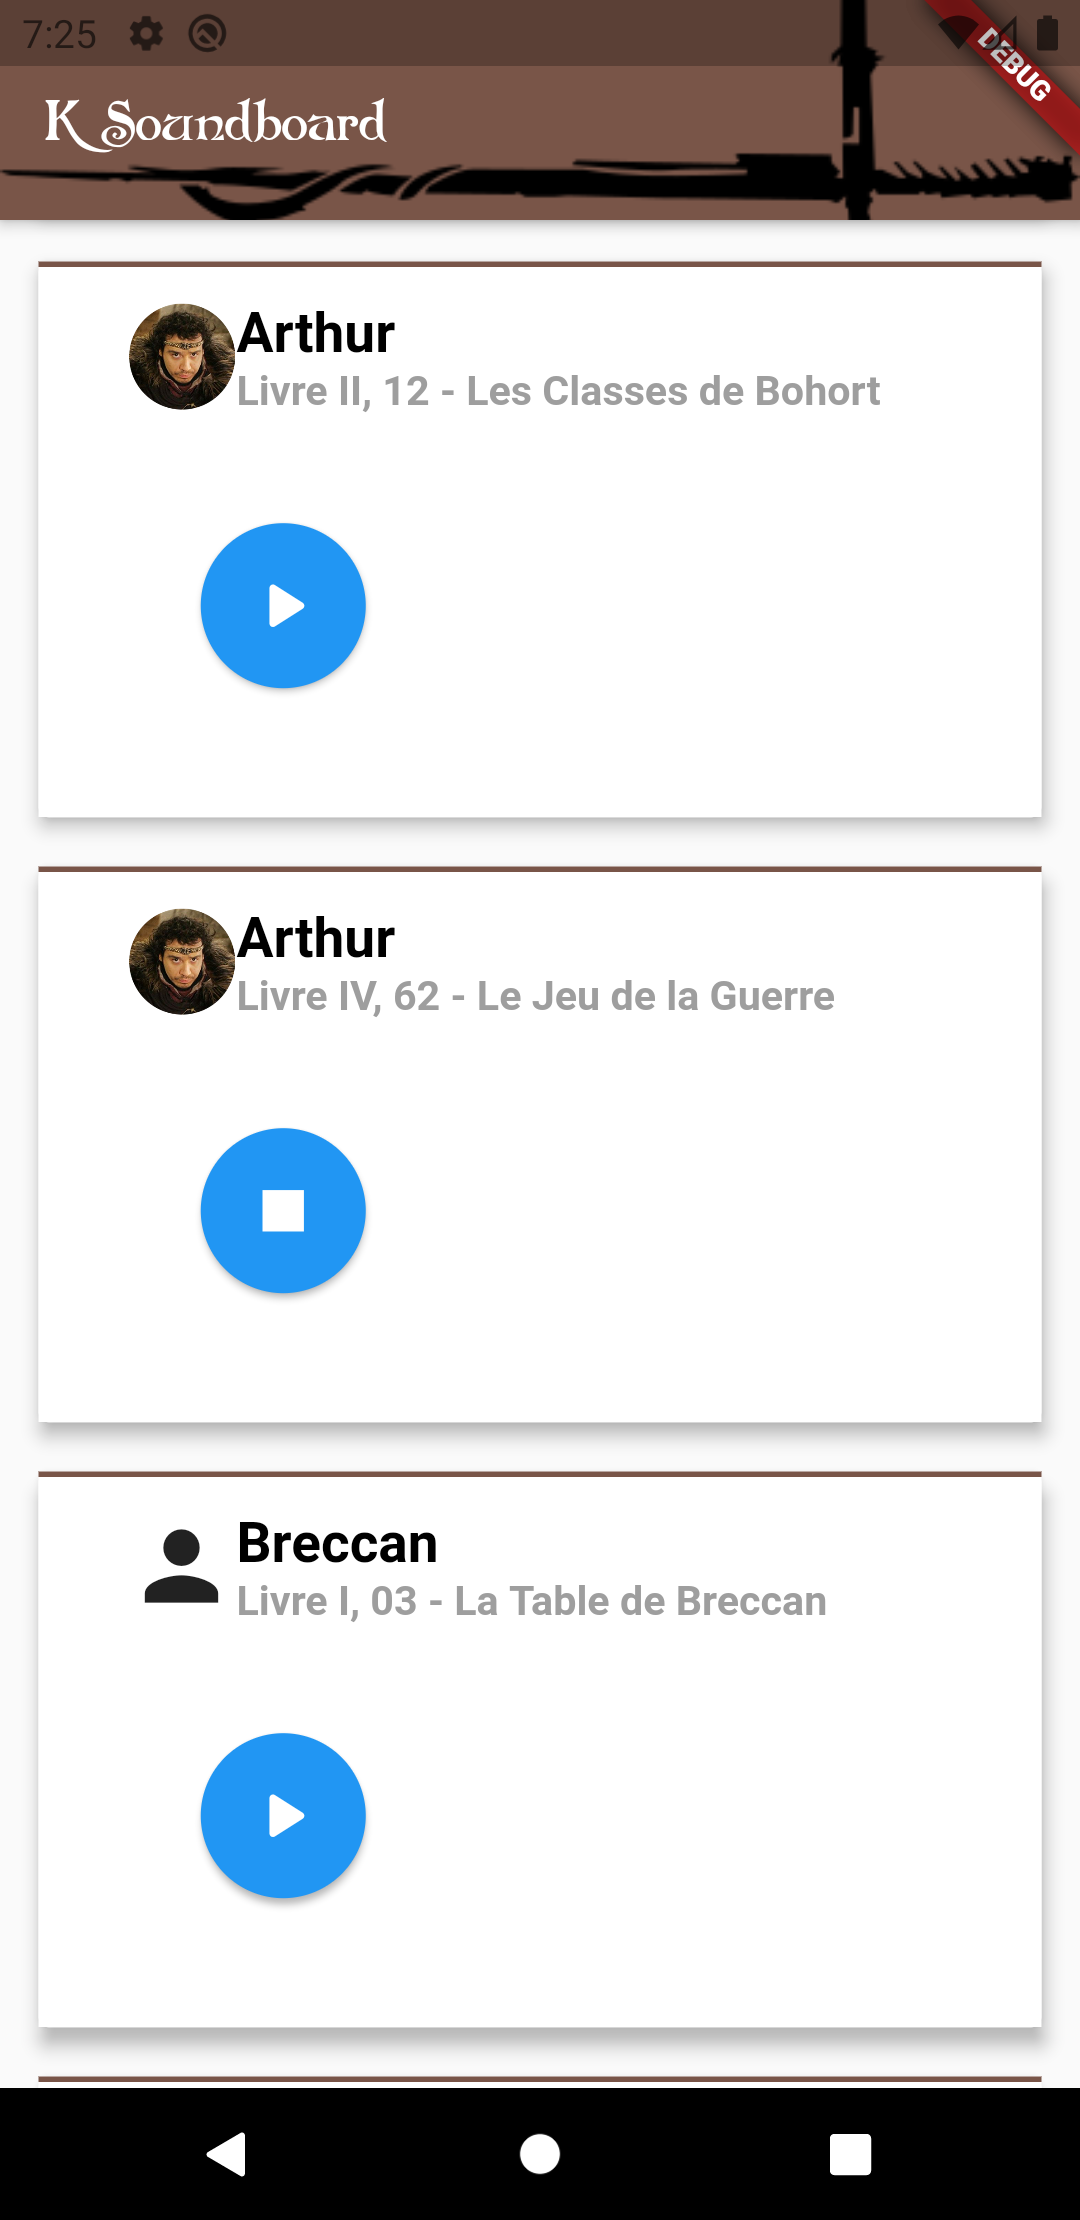 7:25
DEBUG
K Soundboard
Arthur
Livre II, 12 - Les Classes de Bohort
Arthur
Livre IV, 62 - Le Jeu de la Guerre
Breccan
Livre I, 03 - La Table de Breccan